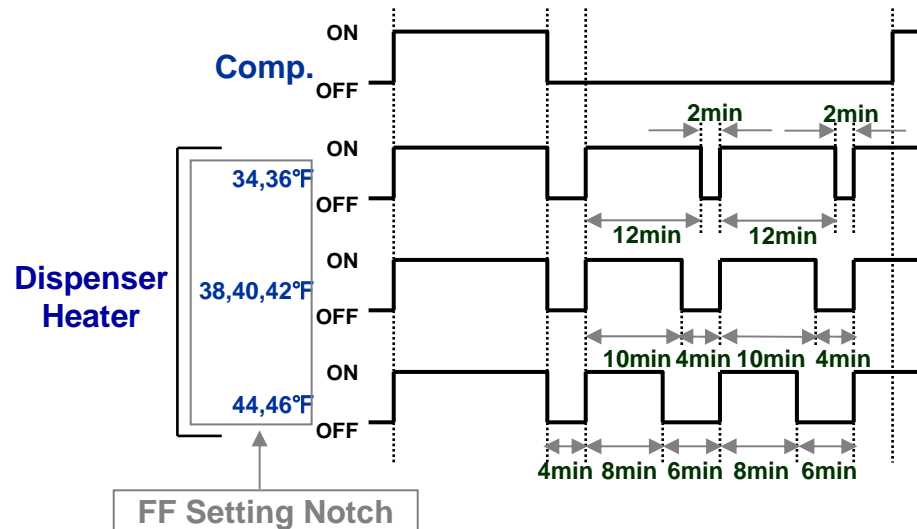 ON
Comp.
OFF
2min 2min
ON
34,36°F
OFF
12min 12min
ON
Dispenser
Heater
38,40,42°F
OFF
10min 4min 10min 4min
ON
44,46°F
OFF
4min 8min 6min 8min 6min
FF Setting Notch